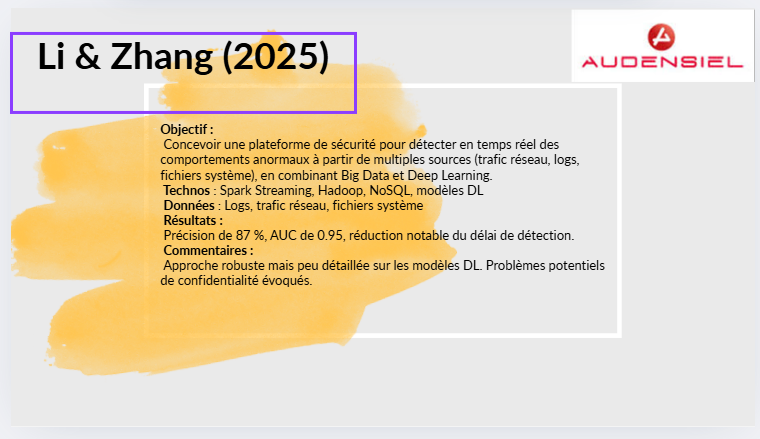 Li & Zhang (2025)
AUDENSIEL
Objectif :
Concevoir une plateforme de sécurité pour détecter en temps réel des
comportements anormaux à partir de multiples sources (trafic réseau, logs,
fichiers système), en combinant Big Data et Deep Learning.
Technos : Spark Streaming, Hadoop, NoSQL, modèles DL
Données : Logs, trafic réseau, fichiers système
Résultats :
Précision de 87 %, AUC de 0.95, réduction notable du délai de détection.
Commentaires :
Approche robuste mais peu détaillée sur les modèles DL. Problèmes potentiels
de confidentialité évoqués.